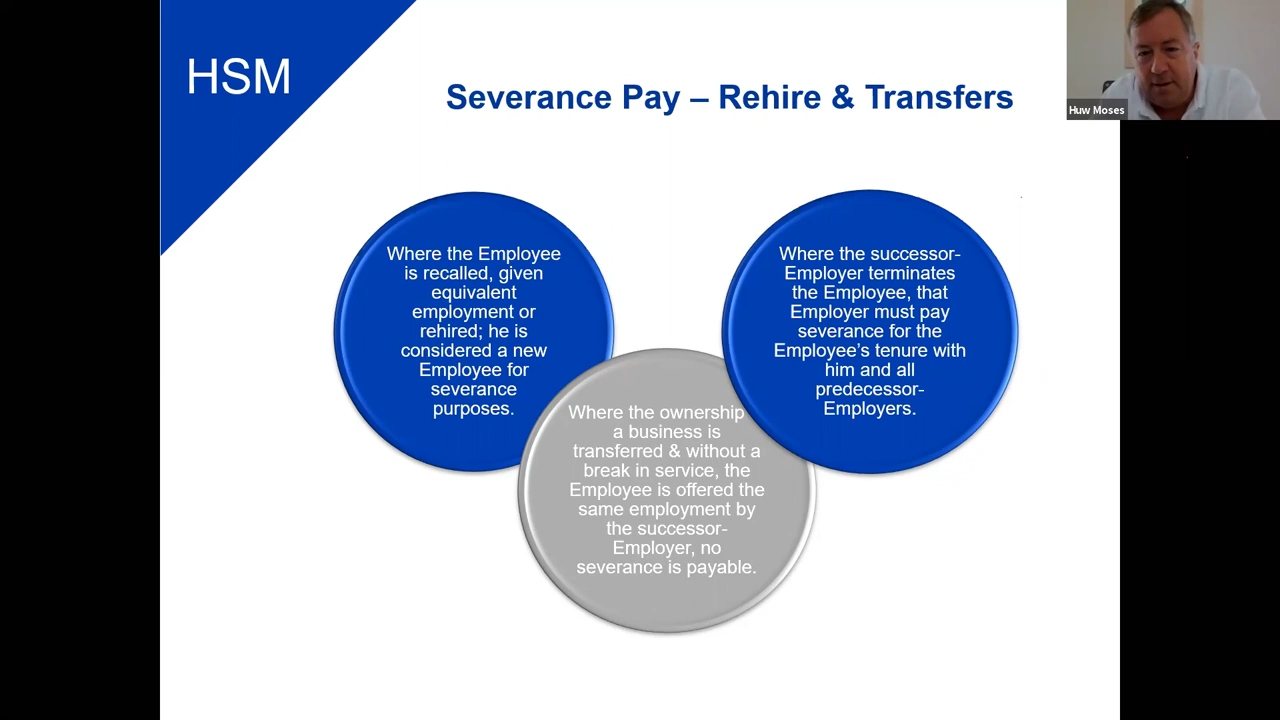 HSM
Severance Pay – Rehire & Transfers
Huw Moses
Where the Employee
is recalled, given
equivalent
employment or
rehired; he is
considered a new
Employee for
severance
purposes.
Where the ownership
a business is
transferred & without a
break in service, the
Employee is offered the
same employment by
the successor-
Employer, no
severance is payable.
Where the successor-
Employer terminates
the Employee, that
Employer must pay
severance for the
Employee’s tenure with
him and all
predecessor-
Employers.